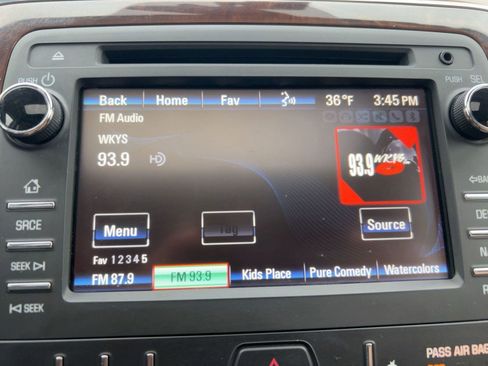 PUSH
PUSH SEL
Back Home Fav 36°F 3:45 PM
FM Audio
WKYS
93.9 HD
93.9 WKYS
SRCE
Menu Tag Source
Fav 1 2 3 4 5
SEEK
FM 87.9 FM 93.9 Kids Place Pure Comedy Watercolors
SEEK
PASS AIR BAG